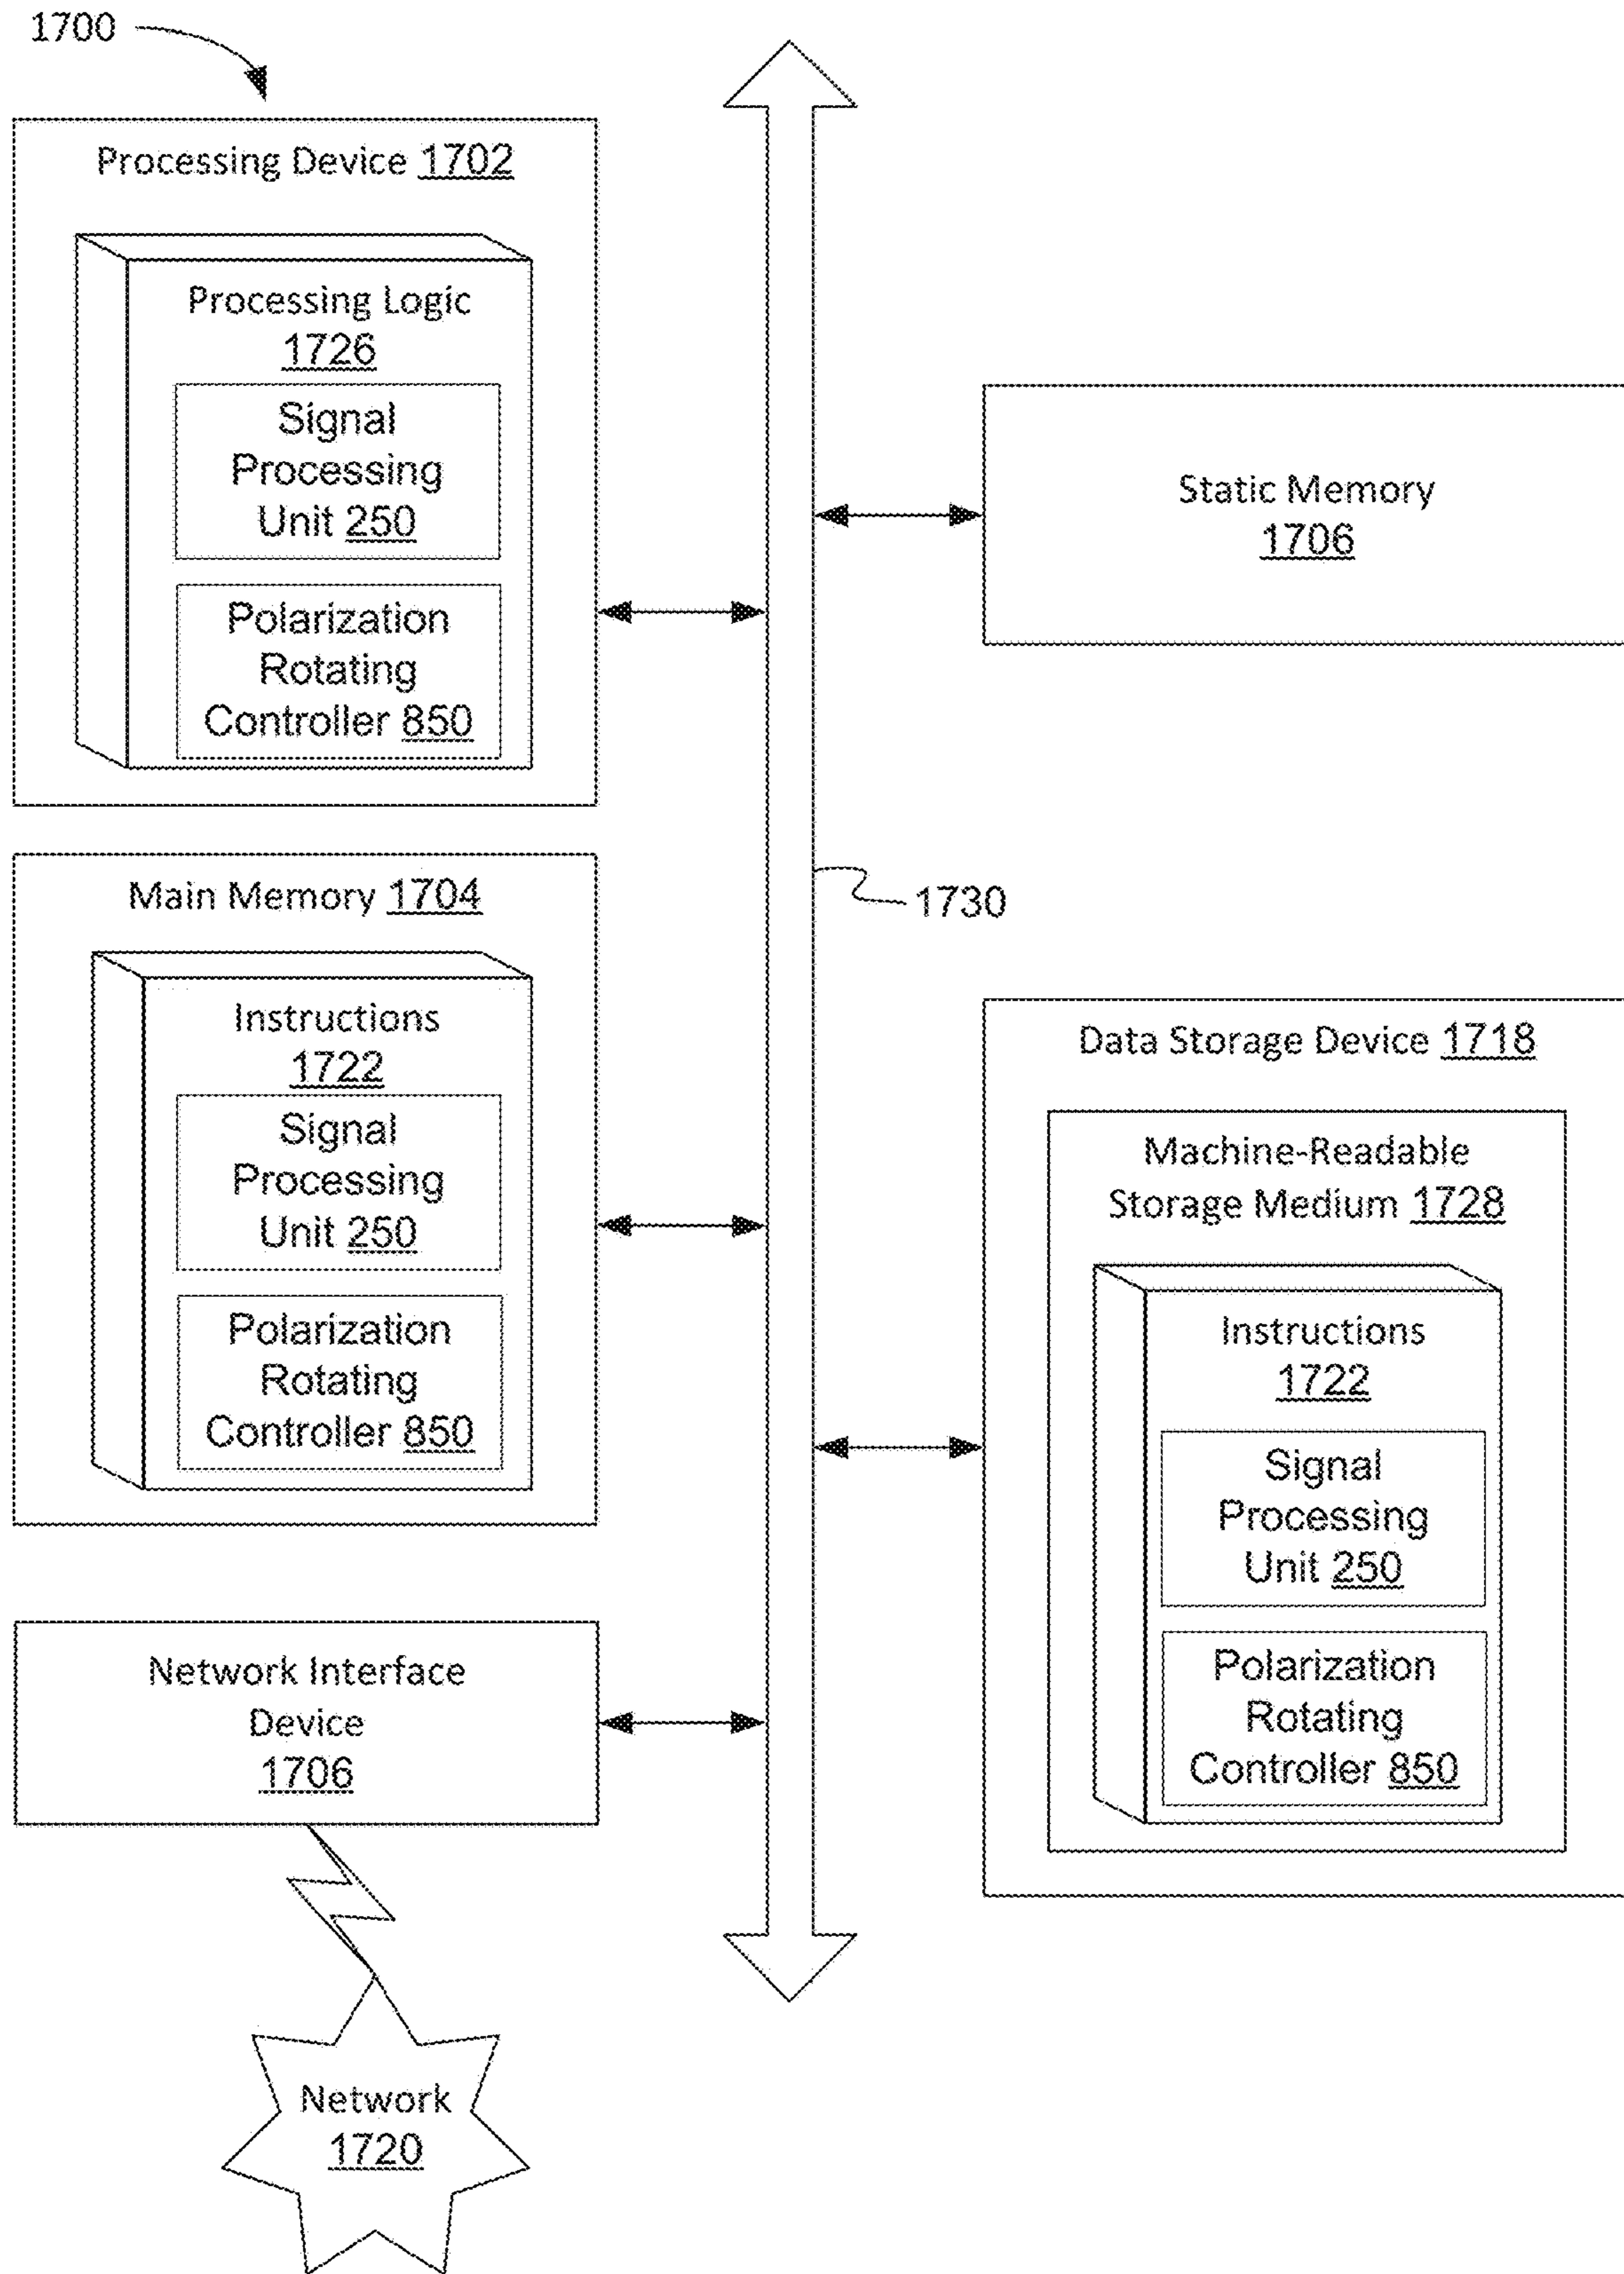 1700
Processing Device 1702
Processing Logic
1726
Signal
Processing
Unit 250
Polarization
Rotating
Controller 850
Static Memory
1706
Main Memory 1704
Instructions
1722
Signal
Processing
Unit 250
Polarization
Rotating
Controller 850
1730
Data Storage Device 1718
Machine-Readable
Storage Medium 1728
Instructions
1722
Signal
Processing
Unit 250
Polarization
Rotating
Controller 850
Network Interface
Device
1706
Network
1720